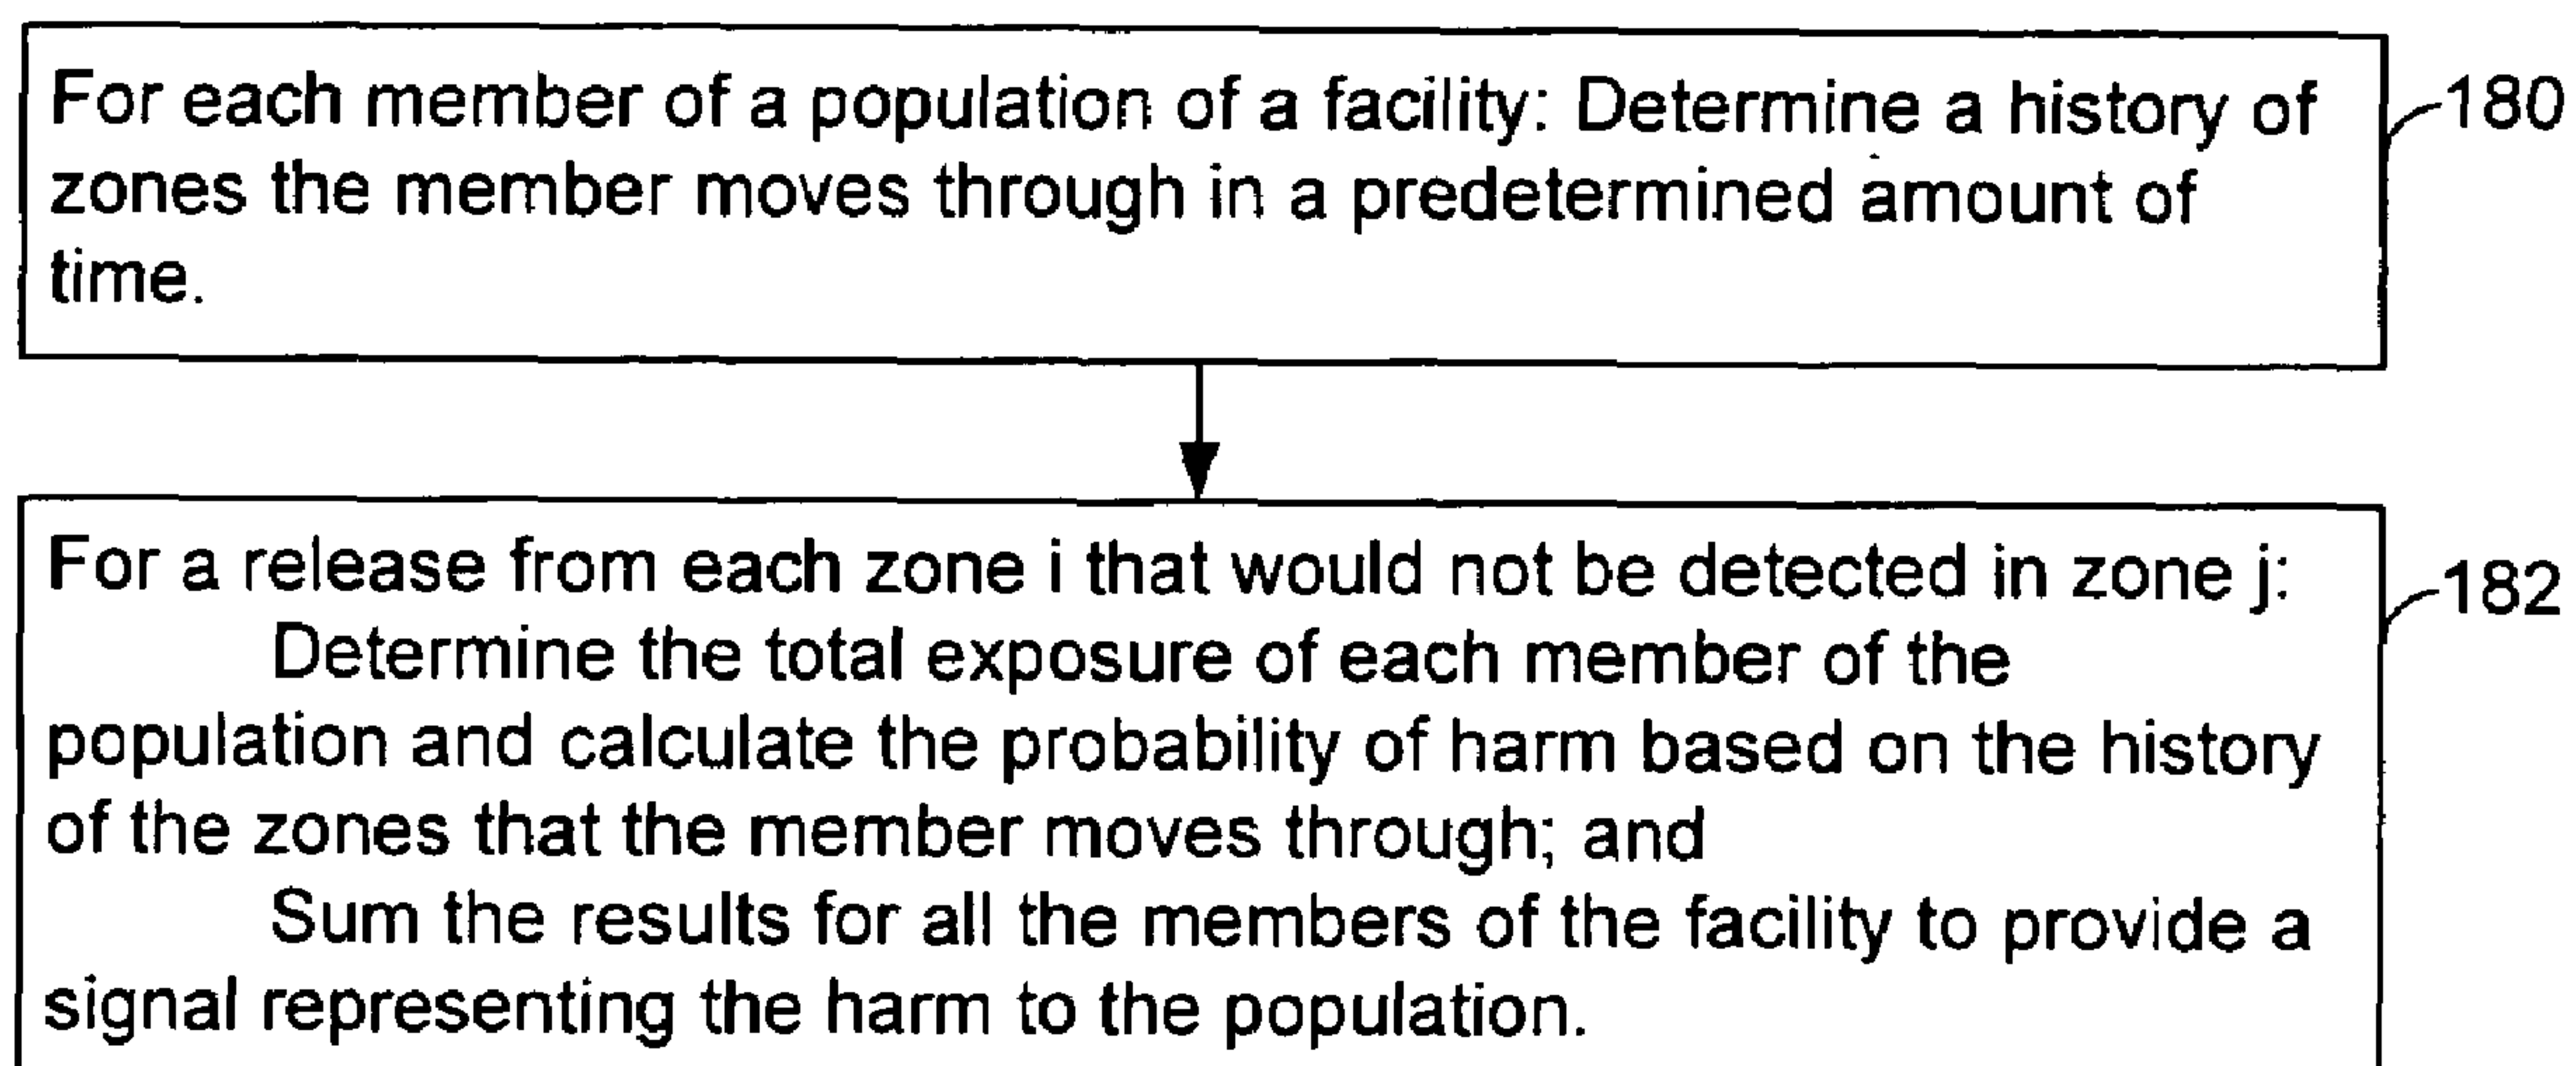 For each member of a population of a facility: Determine a history of
zones the member moves through in a predetermined amount of
time.
180
For a release from each zone i that would not be detected in zone j:
Determine the total exposure of each member of the
population and calculate the probability of harm based on the history
of the zones that the member moves through; and
Sum the results for all the members of the facility to provide a
signal representing the harm to the population.
182